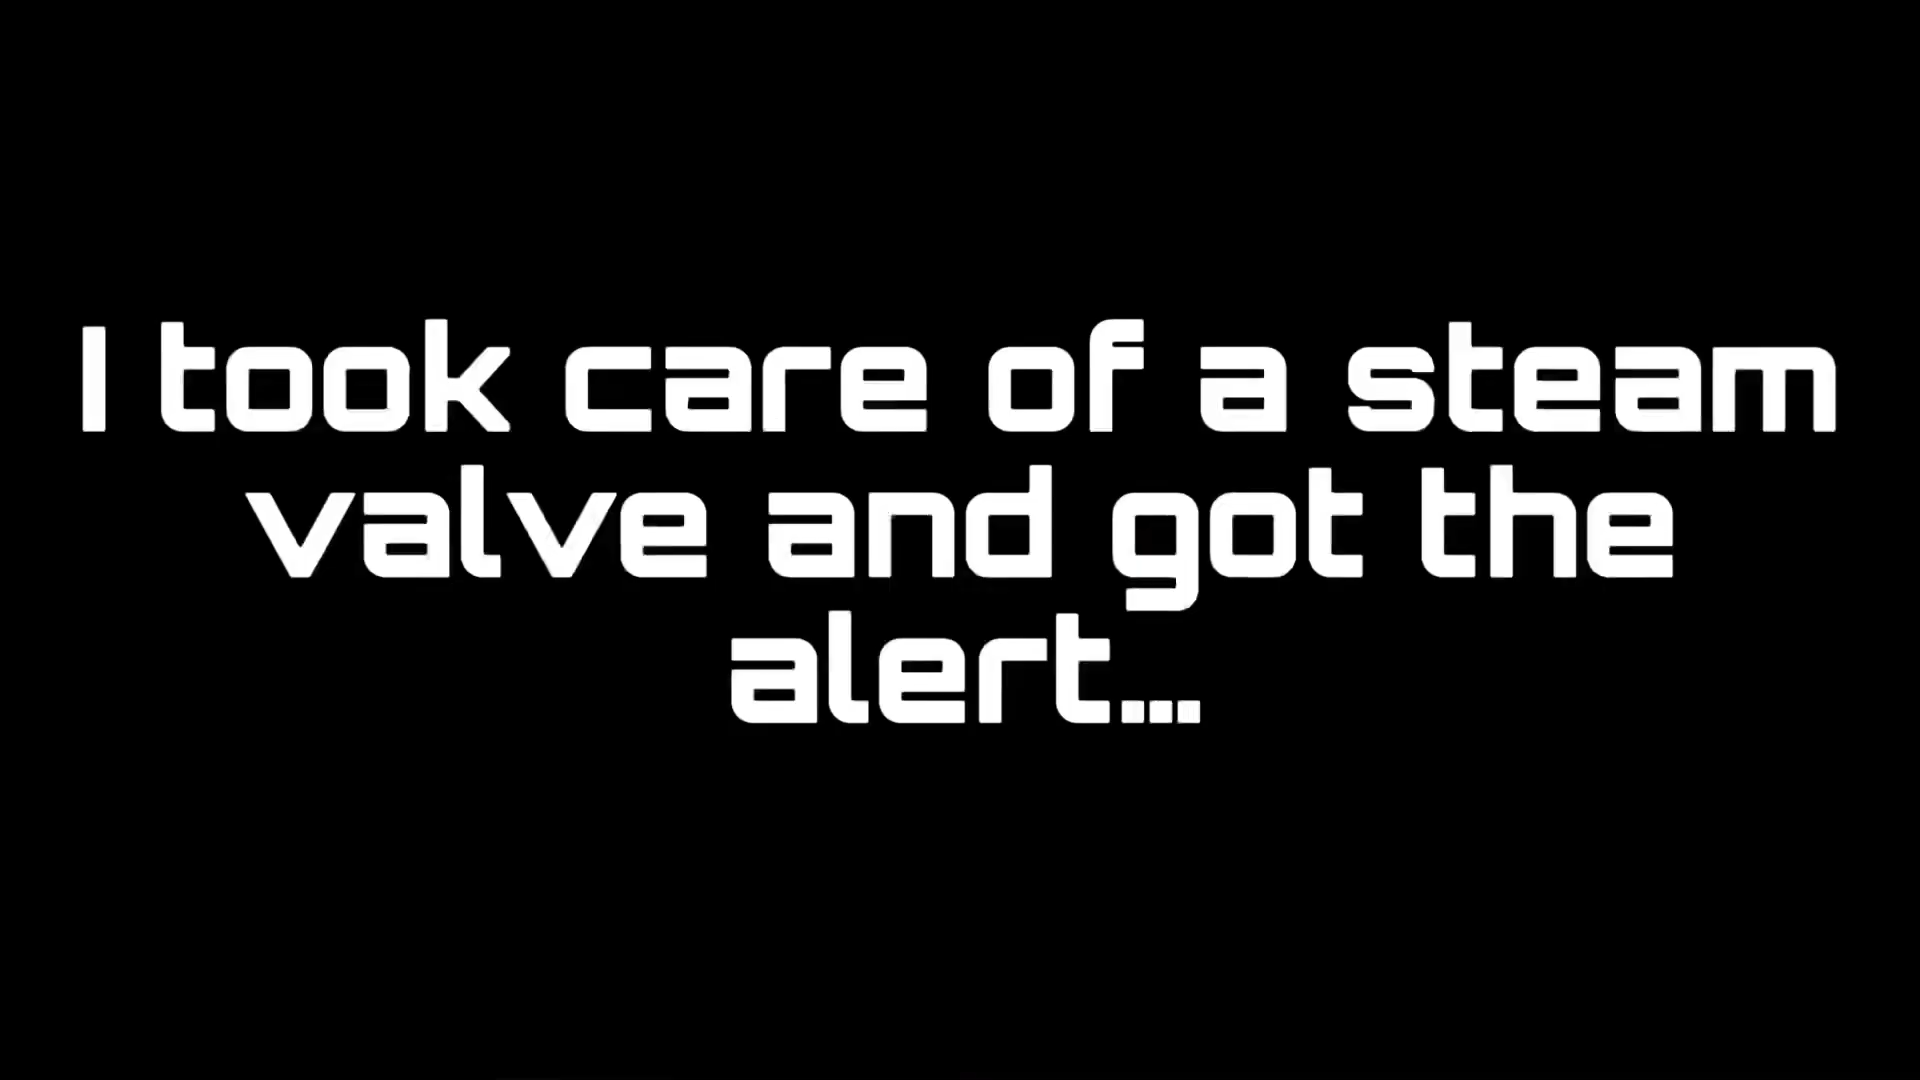 I took care of a steam
valve and got the
alert...